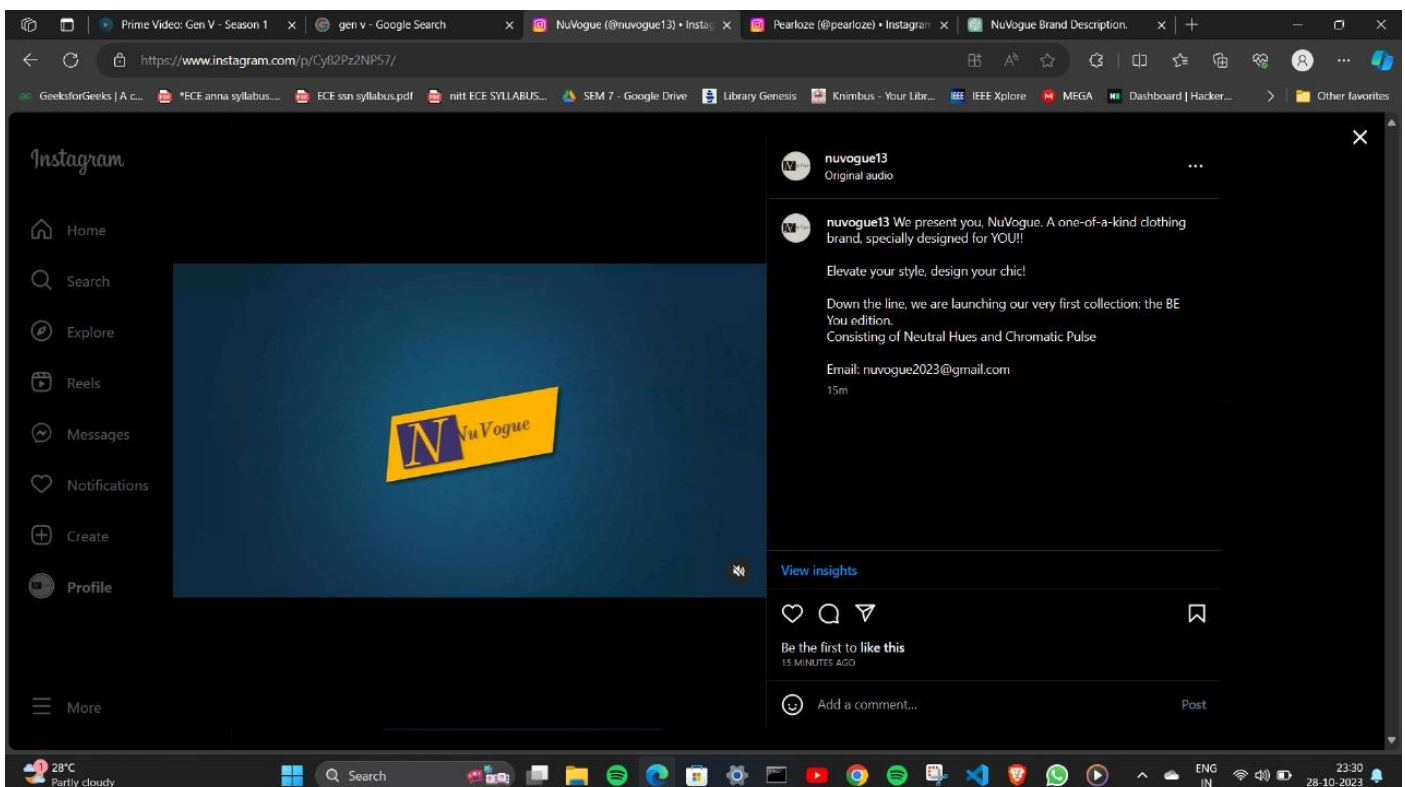 Prime Video: Gen V - Season 1
gen v - Google Search
NuVogue (@nuvogue13) • Instag
Pearloze (@pearloze) • Instagram
NuVogue Brand Description.
https://www.instagram.com/p/Cy82Pz2NP57/
GeeksforGeeks | A c...
*ECE anna syllabus....
ECE ssn syllabus.pdf
nitt ECE SYLLABUS...
SEM 7 - Google Drive
Library Genesis
Knimbus - Your Libr...
IEEE Xplore
MEGA
Dashboard | Hacker...
Other favorites
Instagram
Home
Search
Explore
Reels
Messages
Notifications
Create
Profile
More
N NuVogue
nuvogue13
Original audio
nuvogue13 We present you, NuVogue. A one-of-a-kind clothing
brand, specially designed for YOU!!
Elevate your style, design your chic!
Down the line, we are launching our very first collection: the BE
You edition.
Consisting of Neutral Hues and Chromatic Pulse
Email: nuvogue2023@gmail.com
15m
View insights
Be the first to like this
15 MINUTES AGO
Add a comment...
Post
1
28°C
Partly cloudy
Search
ENG
IN
23:30
28-10-2023